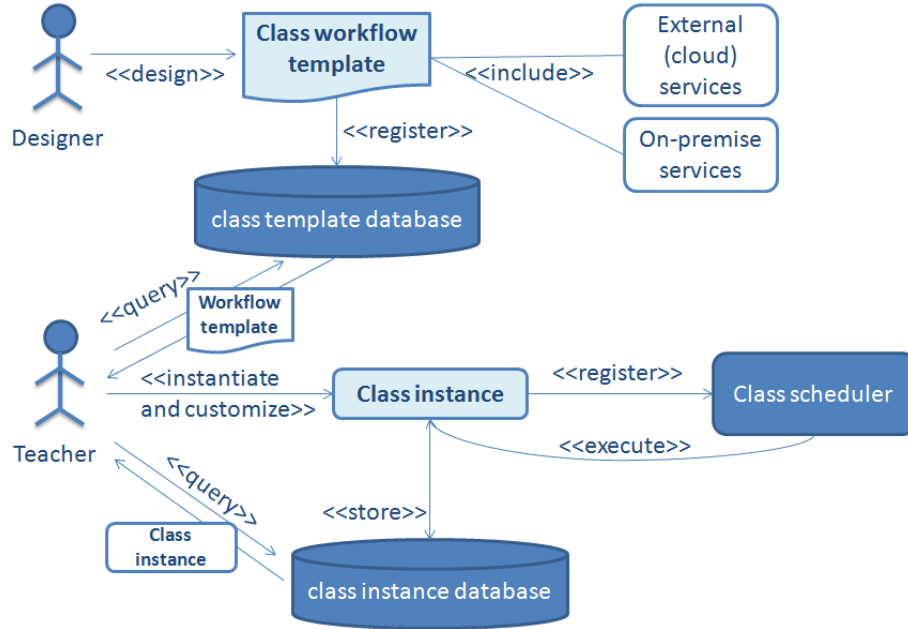 Class workflow
template
External
(cloud)
services
<<design>>
<<include>>
Designer
<<register>>
On-premise
services
class template database
<<query>>
Workflow
template
<<instantiate
and customize>>
Class instance
<<register>>
Class scheduler
Teacher
<<execute>>
<<query>>
<<store>>
Class
instance
class instance database